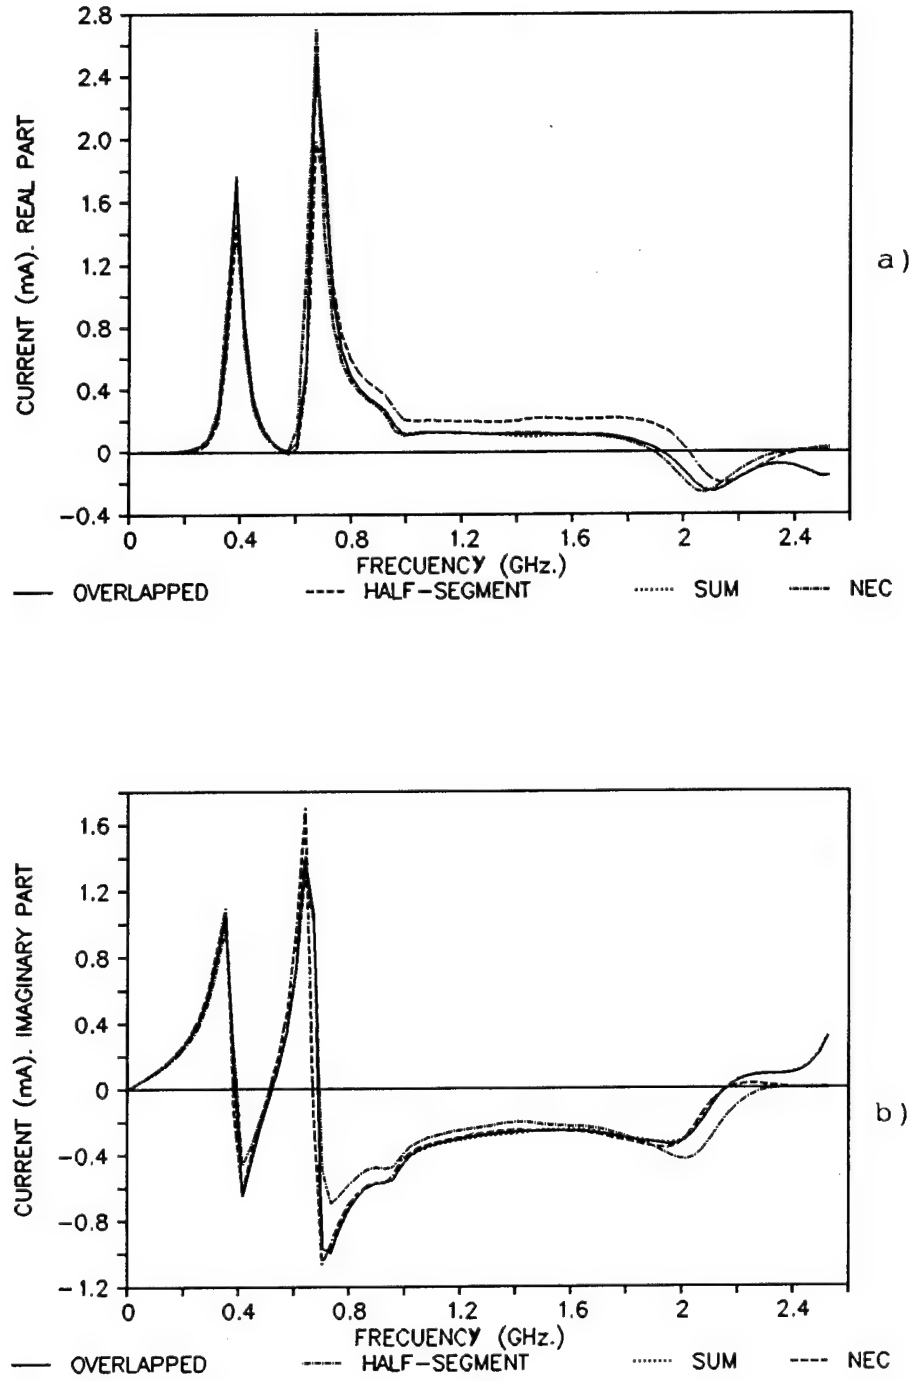 2.8
2.4
2.0
1.6
1.2
0.8
0.4
0
−0.4
CURRENT (mA). REAL PART
a)
0 0.4 0.8 1.2 1.6 2 2.4
FRECUENCY (GHz.)
OVERLAPPED HALF−SEGMENT SUM NEC
1.6
1.2
0.8
0.4
0
−0.4
−0.8
−1.2
CURRENT (mA). IMAGINARY PART
b)
0 0.4 0.8 1.2 1.6 2 2.4
FRECUENCY (GHz.)
OVERLAPPED HALF−SEGMENT SUM NEC